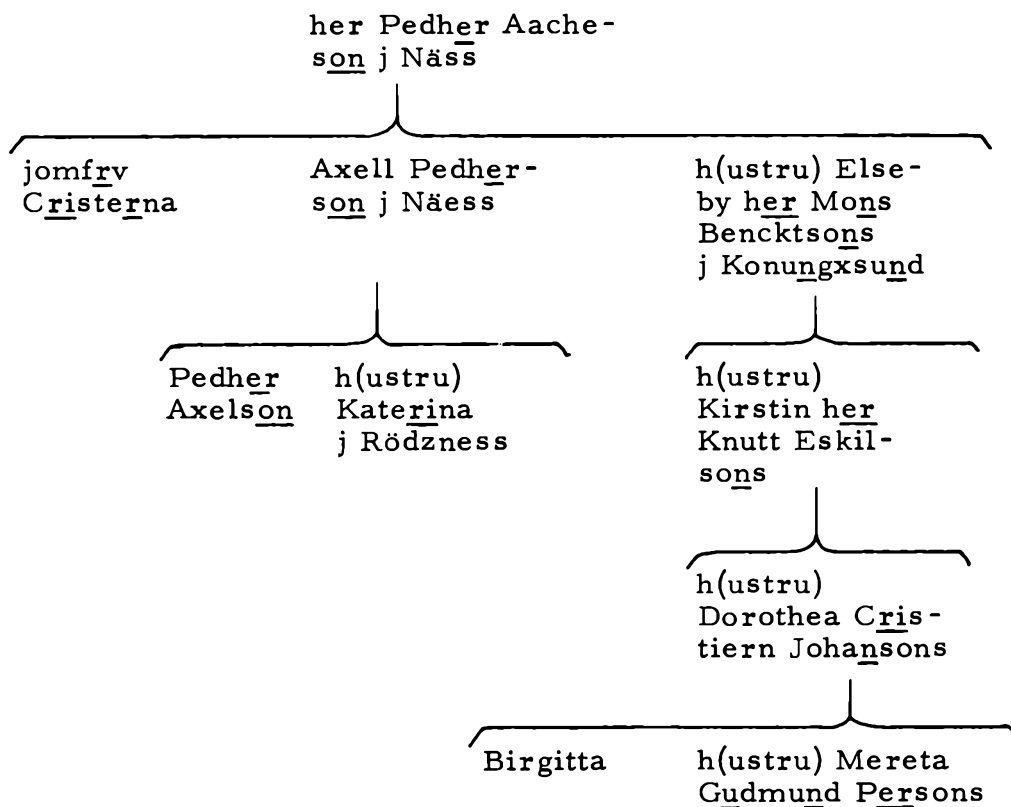 her Pedher Aache-
son j Näss
jomfrv
Cristerna
Axell Pedher-
son j Näess
h(ustru) Else-
by her Mons
Bencktsons
j Konungxsund
Pedher
Axelson
h(ustru)
Katerina
j Rödzness
h(ustru)
Kirstin her
Knutt Eskil-
sons
h(ustru)
Dorothea Cris-
tiern Johansons
Birgitta
h(ustru) Mereta
Gudmund Persons